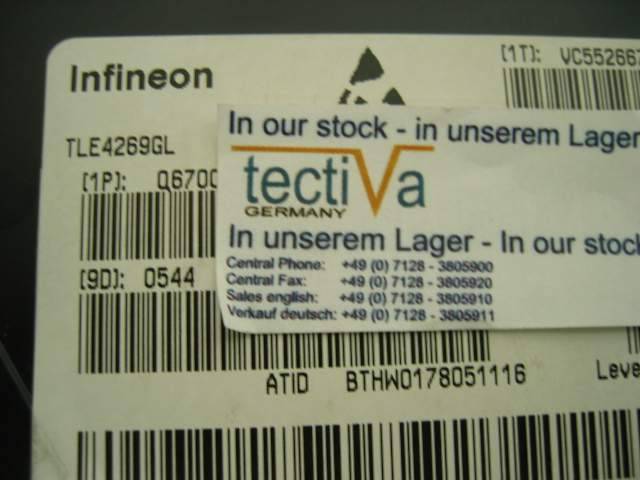 Infineon
[1T]: VC55266
TLE4269GL
[1P]: Q6700
In our stock - in unserem Lager
tectiVa
GERMANY
In unserem Lager - In our stock
Central Phone: +49 (0) 7128 - 3805900
Central Fax: +49 (0) 7128 - 3805920
Sales english: +49 (0) 7128 - 3805910
Verkauf deutsch: +49 (0) 7128 - 3805911
[9D]: 0544
ATID BTHW0178051116 Leve